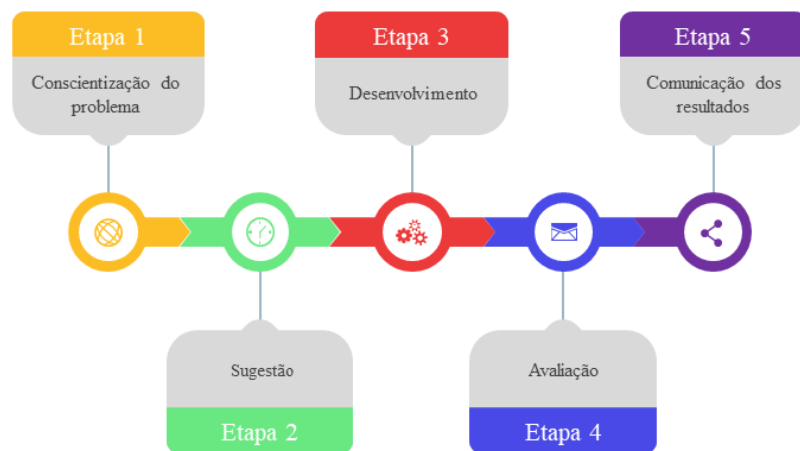 Etapa 1
Conscientização do
problema
Sugestão
Etapa 2
Etapa 3
Desenvolvimento
Avaliação
Etapa 4
Etapa 5
Comunicação dos
resultados